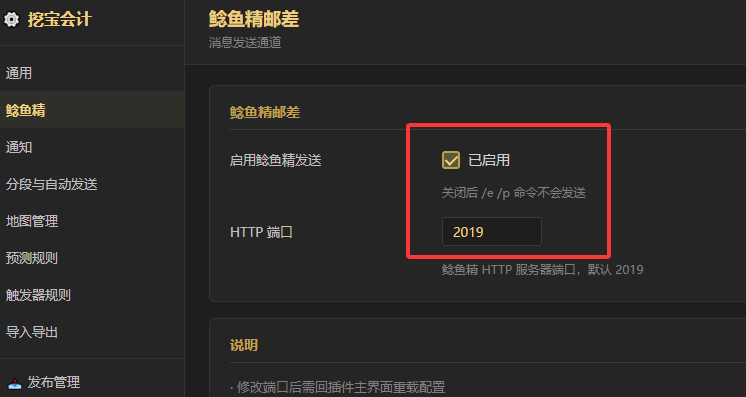 挖宝会计
通用
鲶鱼精
通知
分段与自动发送
地图管理
预测规则
触发器规则
导入导出
发布管理
鲶鱼精邮差
消息发送通道
鲶鱼精邮差
启用鲶鱼精发送
已启用
关闭后 /e /p 命令不会发送
HTTP 端口
2019
鲶鱼精 HTTP 服务器端口，默认 2019
说明
· 修改端口后需回插件主界面重载配置